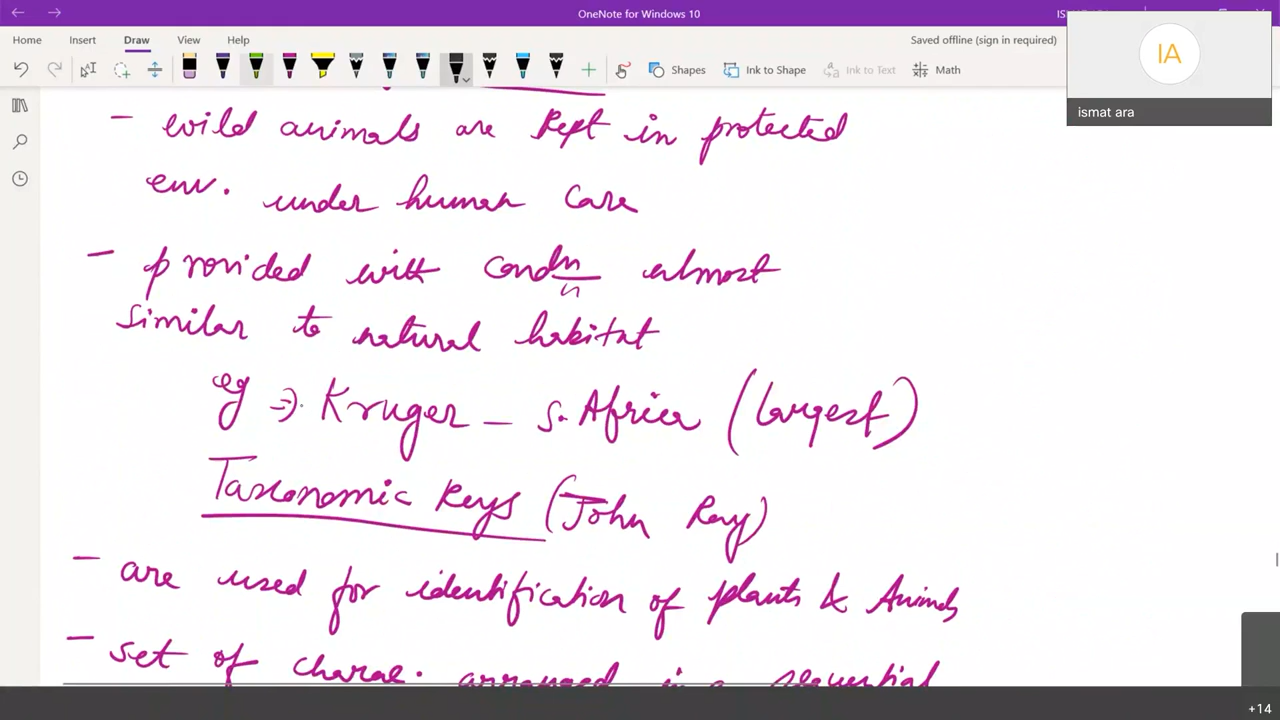 OneNote for Windows 10
Home Insert Draw View Help
Saved offline (sign in required)
Shapes Ink to Shape Ink to Text Math
IA
ismat ara
- wild animals are kept in protected
env. under human care
- provided with condn almost
similar to natural habitat
eg ⇒. Kruger - S. Africa (largest)
Taxonomic keys (John Ray)
- are used for identification of plants & Animals
- set of charac. arranged in a sequential
+14